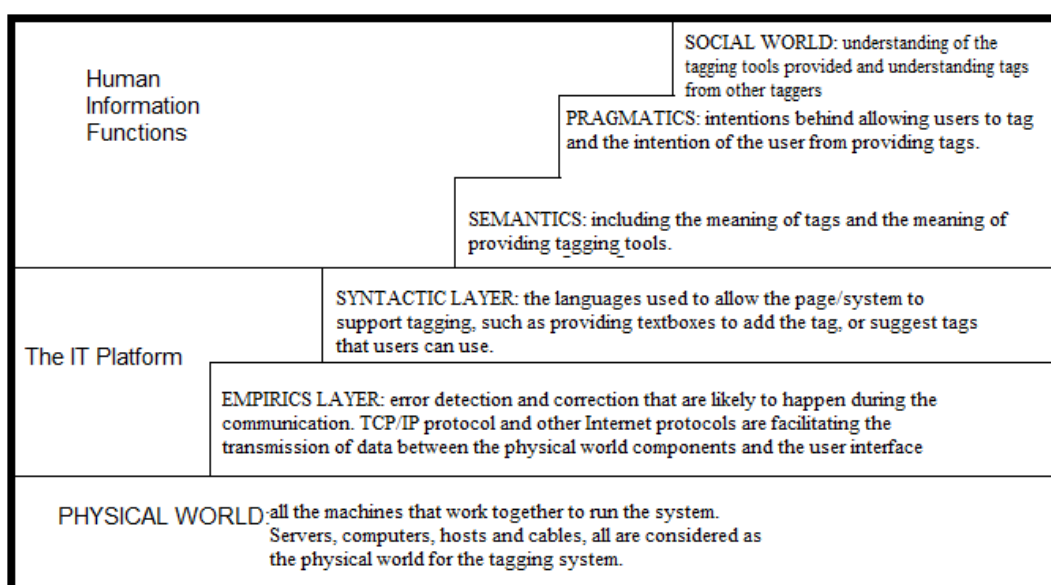 Human
Information
Functions
SOCIAL WORLD: understanding of the
tagging tools provided and understanding tags
from other taggers
PRAGMATICS: intentions behind allowing users to tag
and the intention of the user from providing tags.
SEMANTICS: including the meaning of tags and the meaning of
providing tagging tools.
The IT Platform
SYNTACTIC LAYER: the languages used to allow the page/system to
support tagging, such as providing textboxes to add the tag, or suggest tags
that users can use.
EMPIRICS LAYER: error detection and correction that are likely to happen during the
communication. TCP/IP protocol and other Internet protocols are facilitating the
transmission of data between the physical world components and the user interface
PHYSICAL WORLD: all the machines that work together to run the system.
Servers, computers, hosts and cables, all are considered as
the physical world for the tagging system.